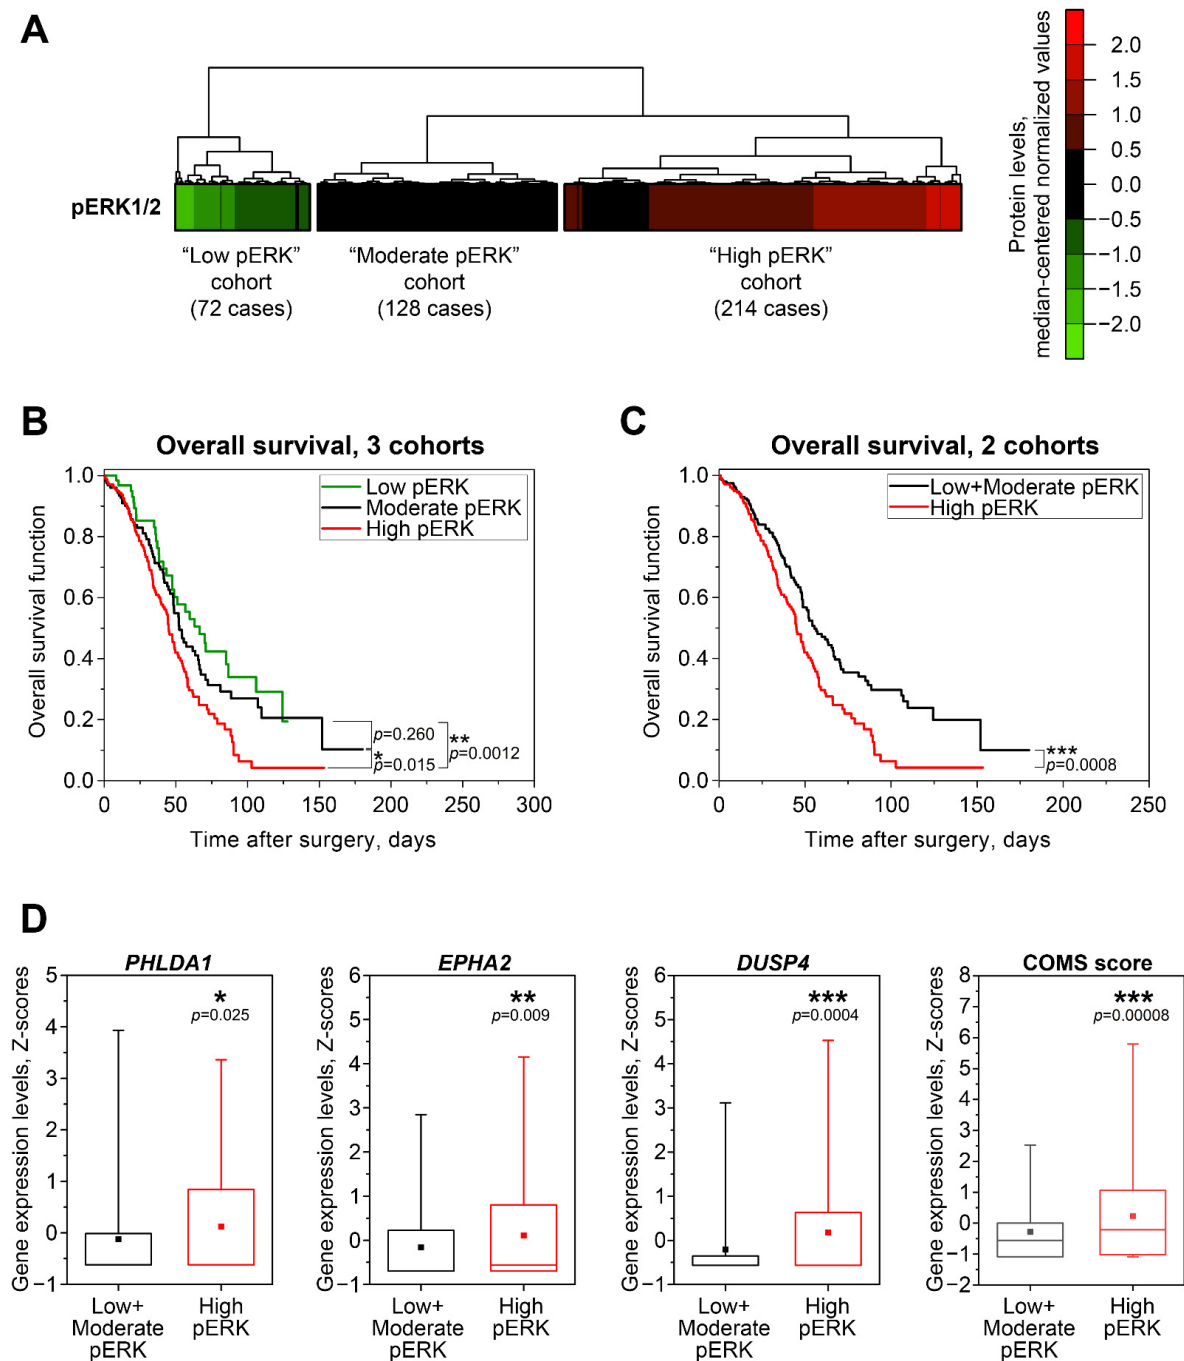 A
pERK1/2
“Low pERK”
cohort
(72 cases)
“Moderate pERK”
cohort
(128 cases)
“High pERK”
cohort
(214 cases)
Protein levels,
median-centered normalized values
2.0
1.5
1.0
0.5
0.0
−0.5
−1.0
−1.5
−2.0
B
Overall survival, 3 cohorts
Overall survival function
1.0
0.8
0.6
0.4
0.2
0.0
Low pERK
Moderate pERK
High pERK
p=0.260
*
p=0.015
**
p=0.0012
0 50 100 150 200 250 300
Time after surgery, days
C
Overall survival, 2 cohorts
Overall survival function
1.0
0.8
0.6
0.4
0.2
0.0
Low+Moderate pERK
High pERK
***
p=0.0008
0 50 100 150 200 250
Time after surgery, days
D
PHLDA1
Gene expression levels, Z-scores
5
4
3
2
1
0
−1
*
p=0.025
Low+
Moderate
pERK
High
pERK
EPHA2
Gene expression levels, Z-scores
6
5
4
3
2
1
0
−1
**
p=0.009
Low+
Moderate
pERK
High
pERK
DUSP4
Gene expression levels, Z-scores
6
5
4
3
2
1
0
−1
***
p=0.0004
Low+
Moderate
pERK
High
pERK
COMS score
Gene expression levels, Z-scores
8
7
6
5
4
3
2
1
0
−1
−2
***
p=0.00008
Low+
Moderate
pERK
High
pERK